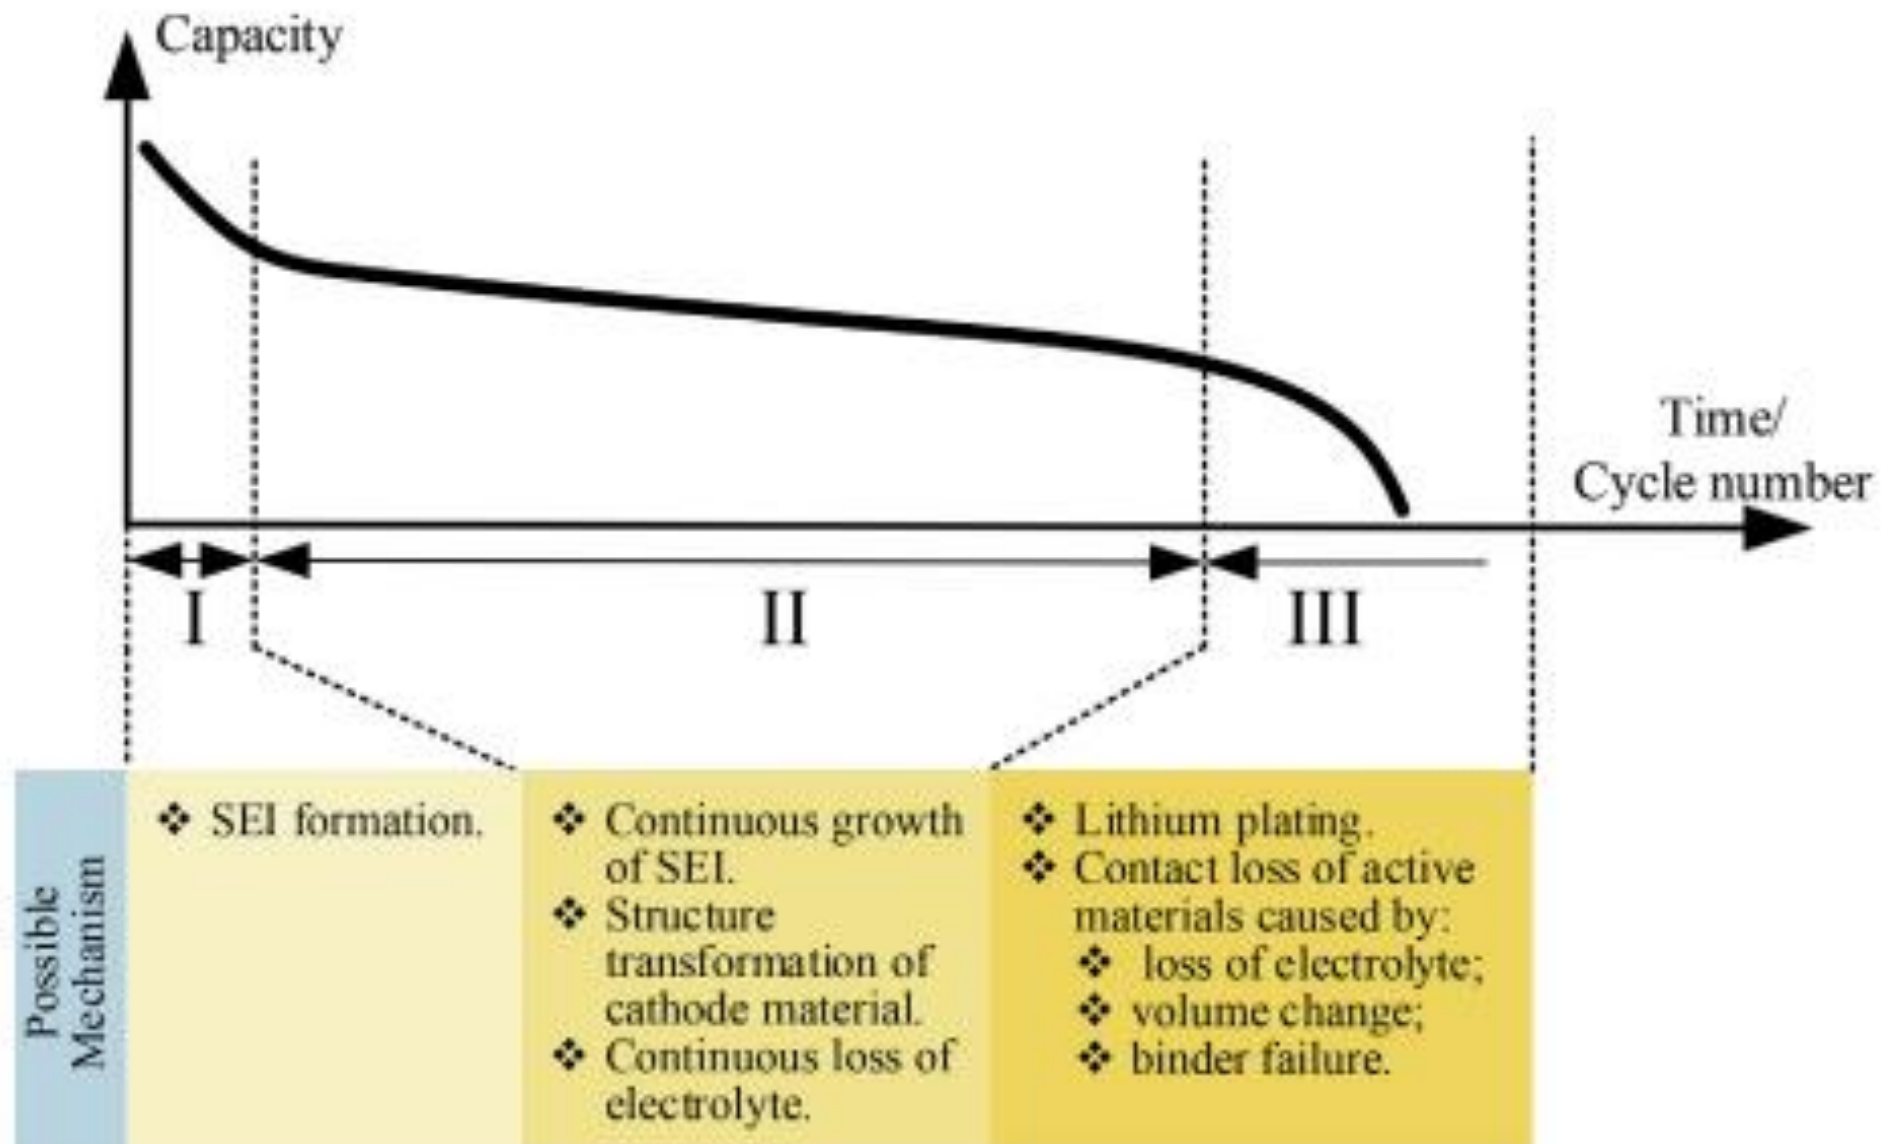 Capacity
Time/
Cycle number
I
II
III
Possible
Mechanism
❖ SEI formation.
❖ Continuous growth
of SEI.
❖ Structure
transformation of
cathode material.
❖ Continuous loss of
electrolyte.
❖ Lithium plating.
❖ Contact loss of active
materials caused by:
❖ loss of electrolyte;
❖ volume change;
❖ binder failure.